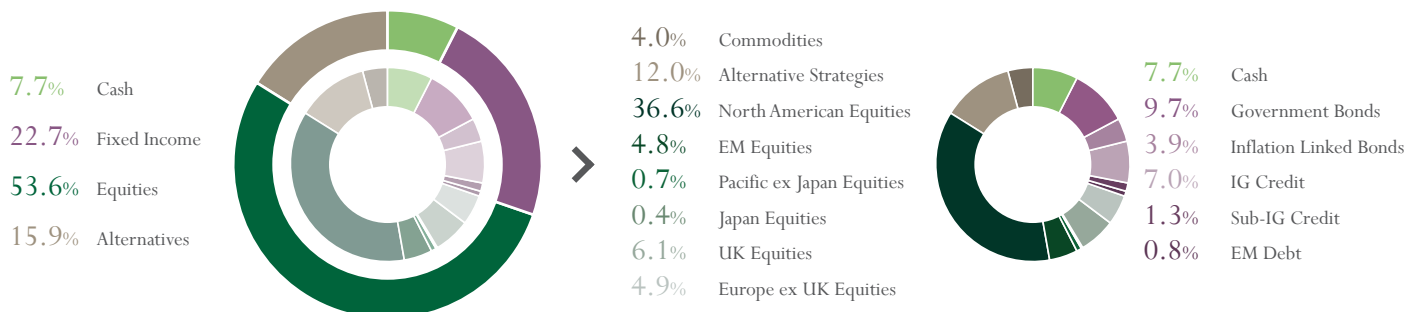 7.7% Cash
22.7% Fixed Income
53.6% Equities
15.9% Alternatives
4.0% Commodities
12.0% Alternative Strategies
36.6% North American Equities
4.8% EM Equities
0.7% Pacific ex Japan Equities
0.4% Japan Equities
6.1% UK Equities
4.9% Europe ex UK Equities
7.7% Cash
9.7% Government Bonds
3.9% Inflation Linked Bonds
7.0% IG Credit
1.3% Sub-IG Credit
0.8% EM Debt